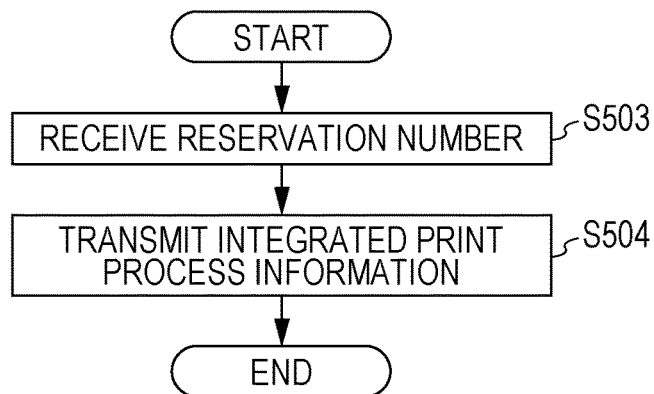 START
RECEIVE RESERVATION NUMBER
S503
TRANSMIT INTEGRATED PRINT
PROCESS INFORMATION
S504
END